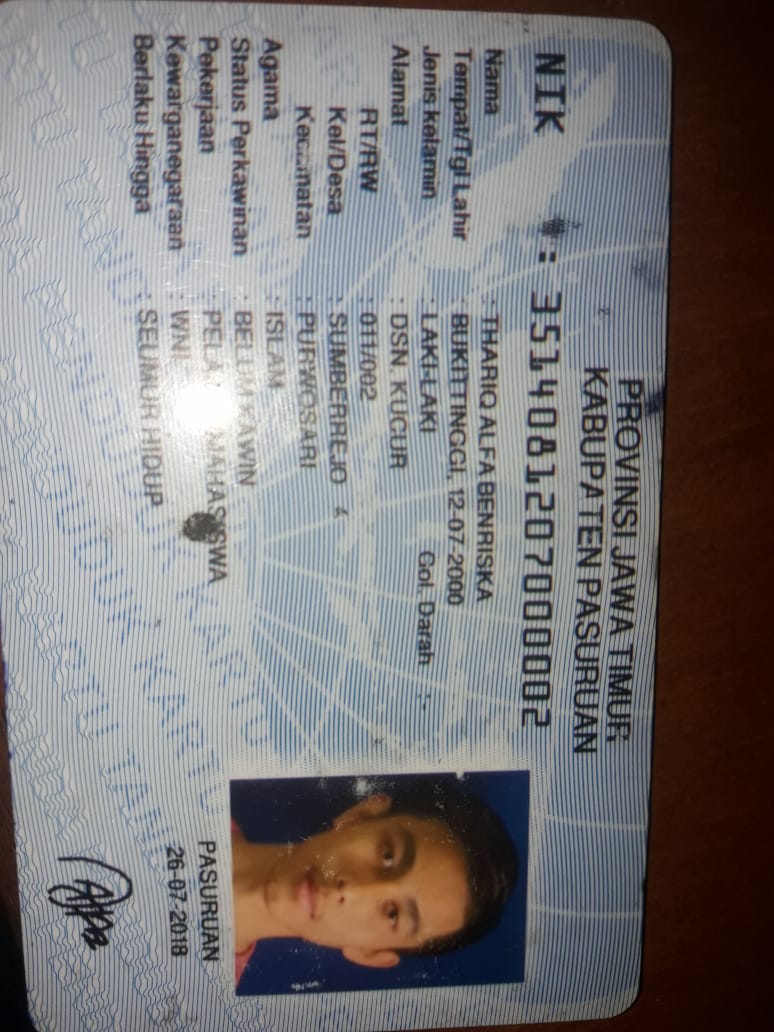 PROVINSI JAWA TIMUR
KABUPATEN PASURUAN
NIK : 3514081207000002
Nama : THARIQ ALFA BENRISKA
Tempat/Tgl Lahir : BUKITTINGGI, 12-07-2000
Jenis kelamin : LAKI-LAKI Gol. Darah : -
Alamat : DSN. KUCUR
RT/RW : 011/002
Kel/Desa : SUMBERREJO
Kecamatan : PURWOSARI
Agama : ISLAM
Status Perkawinan : BELUM KAWIN
Pekerjaan : PELA MAHASISWA
Kewarganegaraan : WNI
Berlaku Hingga : SEUMUR HIDUP
PASURUAN
26-07-2018